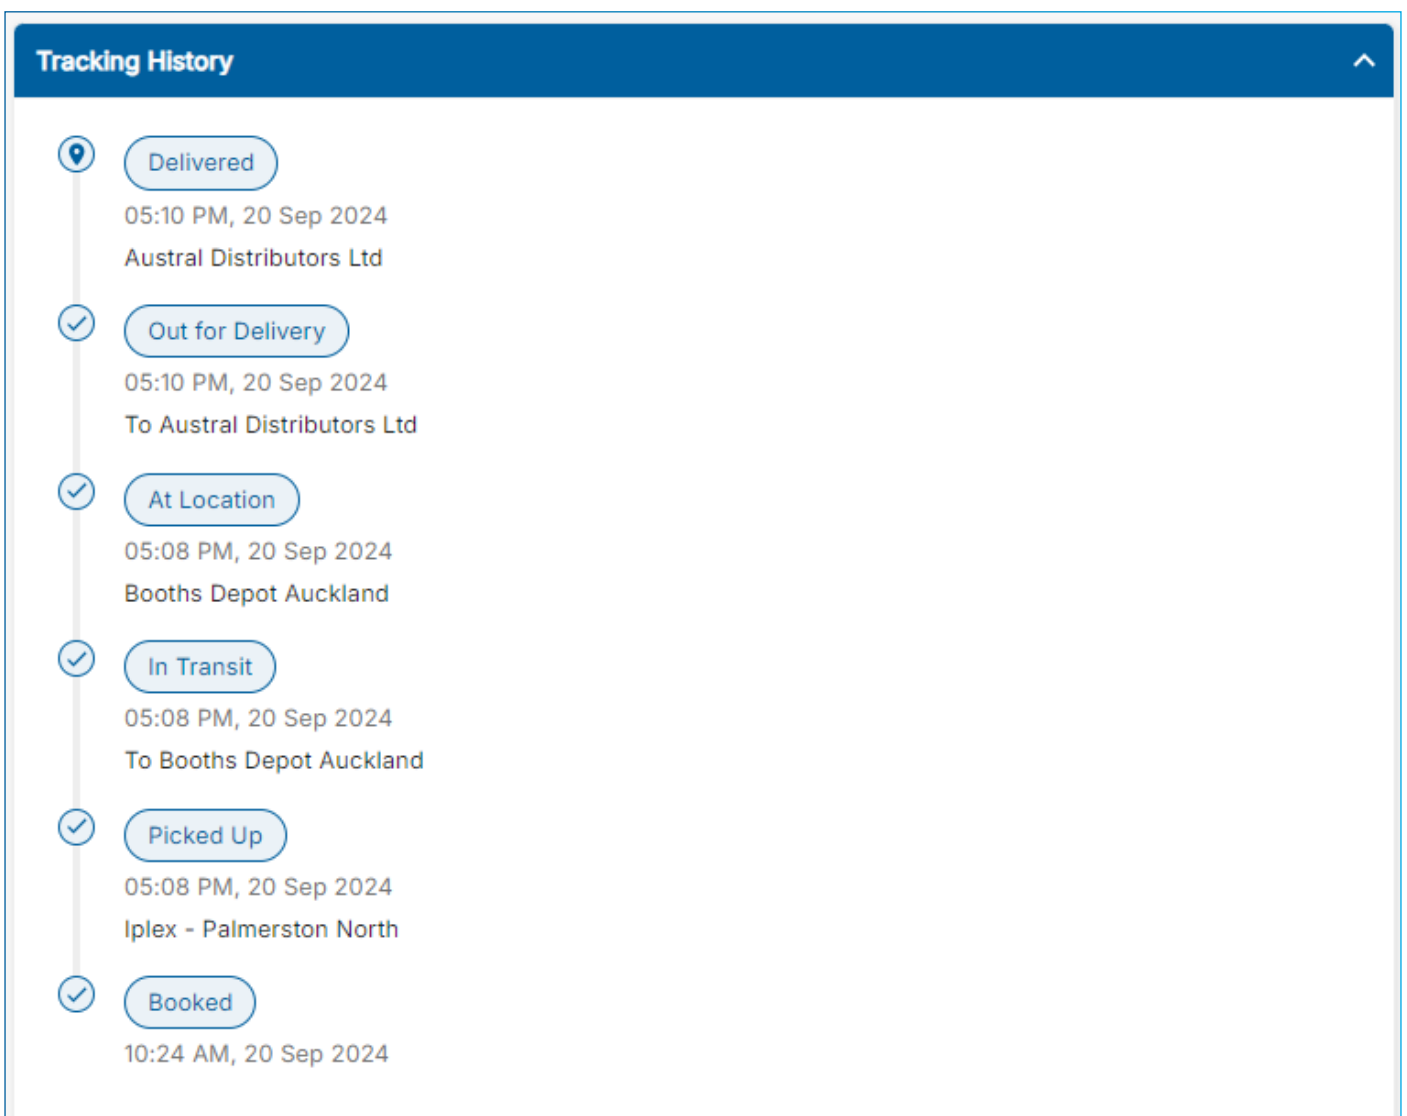 Tracking History
Delivered
05:10 PM, 20 Sep 2024
Austral Distributors Ltd
Out for Delivery
05:10 PM, 20 Sep 2024
To Austral Distributors Ltd
At Location
05:08 PM, 20 Sep 2024
Booths Depot Auckland
In Transit
05:08 PM, 20 Sep 2024
To Booths Depot Auckland
Picked Up
05:08 PM, 20 Sep 2024
Iplex - Palmerston North
Booked
10:24 AM, 20 Sep 2024